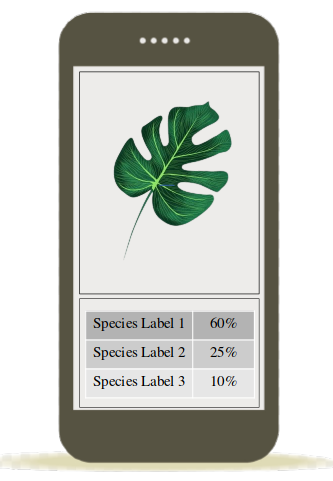 Species Label 1 60%
Species Label 2 25%
Species Label 3 10%